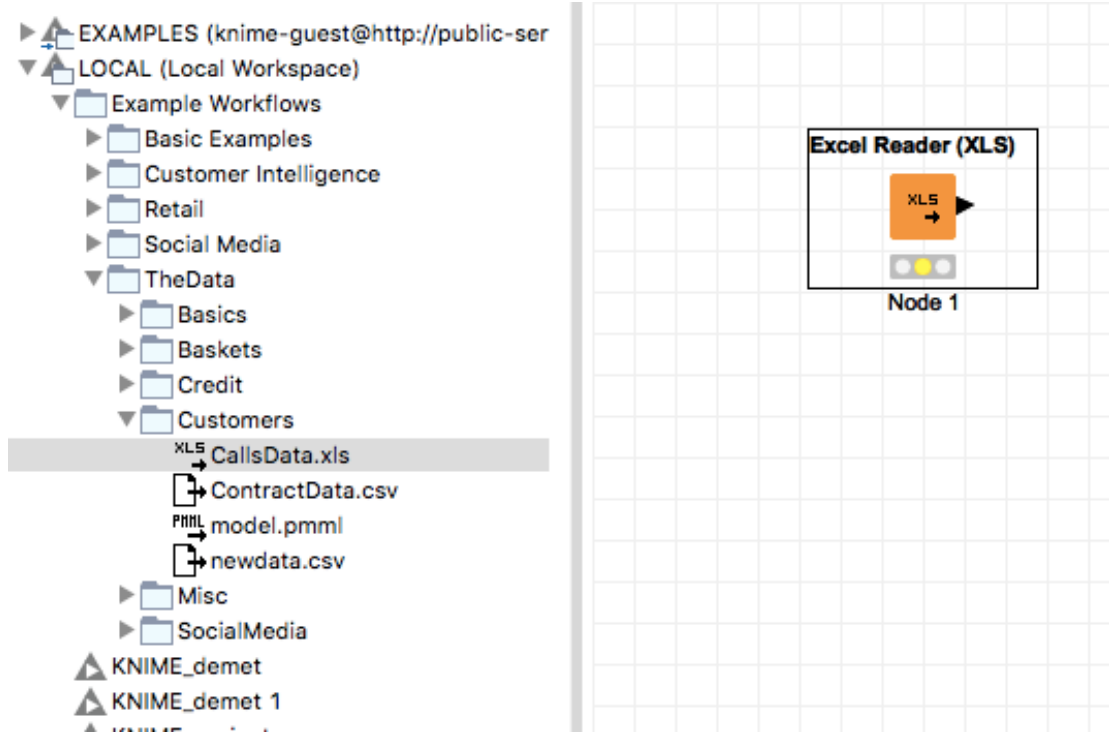 EXAMPLES (knime-guest@http://public-ser
LOCAL (Local Workspace)
Example Workflows
Basic Examples
Customer Intelligence
Retail
Social Media
TheData
Basics
Baskets
Credit
Customers
XLS CallsData.xls
ContractData.csv
PMML model.pmml
newdata.csv
Misc
SocialMedia
KNIME_demet
KNIME_demet 1
Excel Reader (XLS)
XLS
Node 1